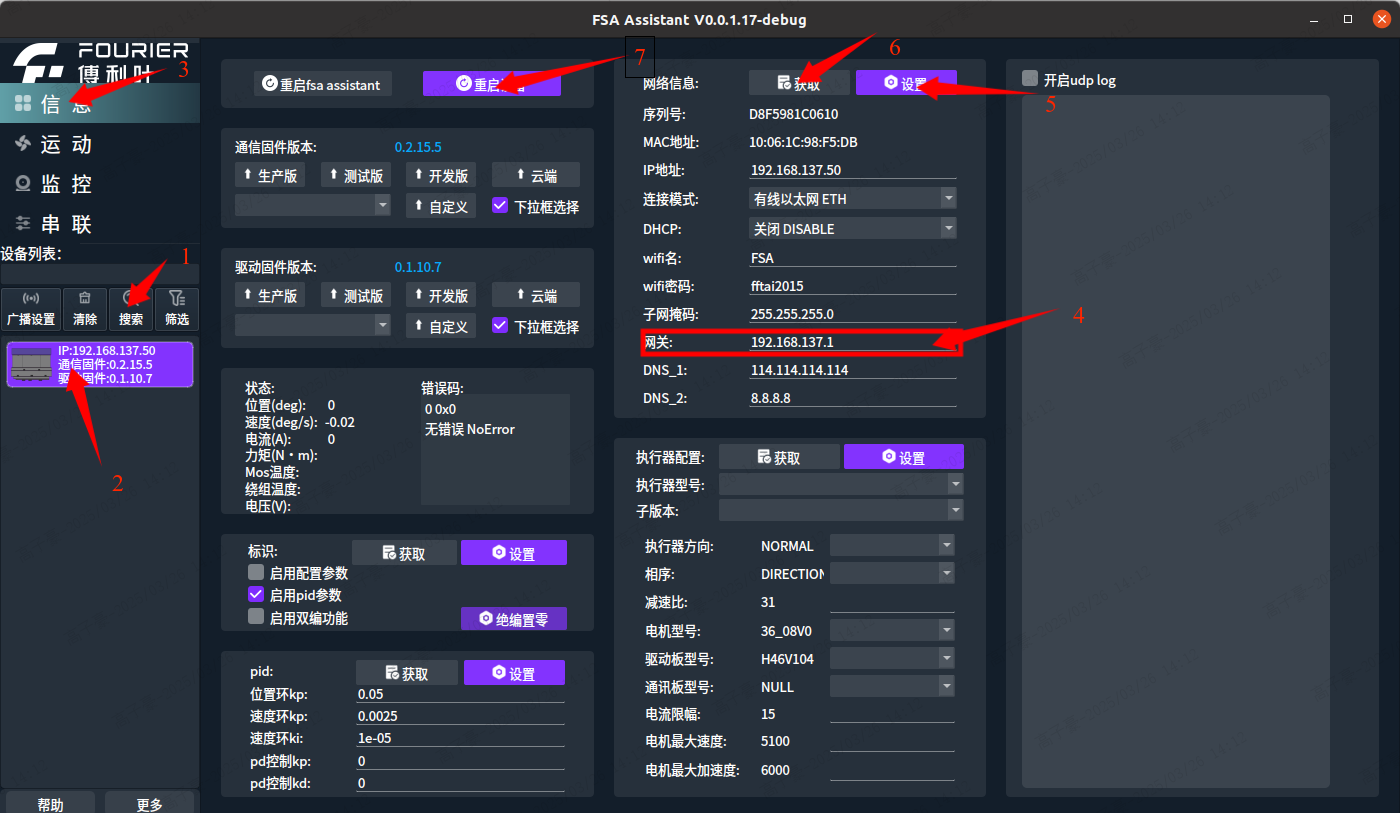 FSA Assistant V0.0.1.17-debug
FOURIER
傅利叶
3
信 息
运 动
监 控
串 联
设备列表：
1
广播设置
清除
搜索
筛选
IP:192.168.137.50
通信固件:0.2.15.5
固件:0.1.10.7
2
帮助
更多
重启fsa assistant
重启
7
通信固件版本:
0.2.15.5
生产版
测试版
开发版
云端
自定义
下拉框选择
驱动固件版本:
0.1.10.7
生产版
测试版
开发版
云端
自定义
下拉框选择
状态:
位置(deg): 0
速度(deg/s): -0.02
电流(A): 0
力矩(N·m):
Mos温度:
绕组温度:
电压(V):
错误码:
0 0x0
无错误 NoError
标识:
获取
设置
启用配置参数
启用pid参数
启用双编功能
绝编置零
pid:
获取
设置
位置环kp: 0.05
速度环kp: 0.0025
速度环ki: 1e-05
pd控制kp: 0
pd控制kd: 0
6
网络信息:
获取
设置
5
序列号: D8F5981C0610
MAC地址: 10:06:1C:98:F5:DB
IP地址: 192.168.137.50
连接模式: 有线以太网 ETH
DHCP: 关闭 DISABLE
wifi名: FSA
wifi密码: fftai2015
子网掩码: 255.255.255.0
4
网关: 192.168.137.1
DNS_1: 114.114.114.114
DNS_2: 8.8.8.8
执行器配置:
获取
设置
执行器型号:
子版本:
执行器方向: NORMAL
相序: DIRECTION
减速比: 31
电机型号: 36_08V0
驱动板型号: H46V104
通讯板型号: NULL
电流限幅: 15
电机最大速度: 5100
电机最大加速度: 6000
开启udp log